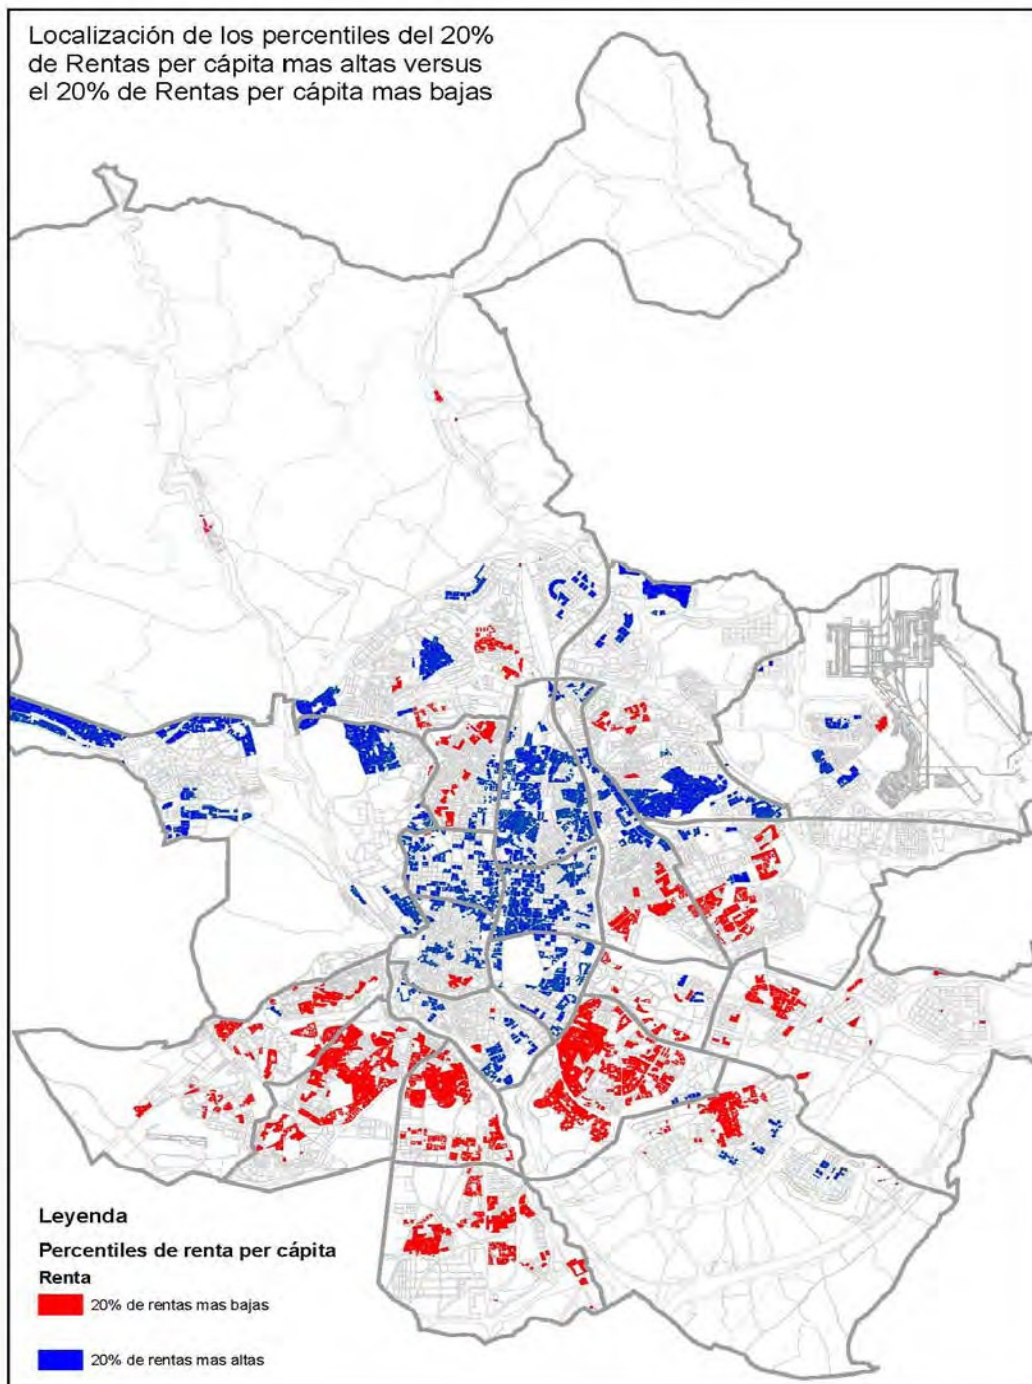 Localización de los percentiles del 20%
de Rentas per cápita mas altas versus
el 20% de Rentas per cápita mas bajas
Leyenda
Percentiles de renta per cápita
Renta
20% de rentas mas bajas
20% de rentas mas altas